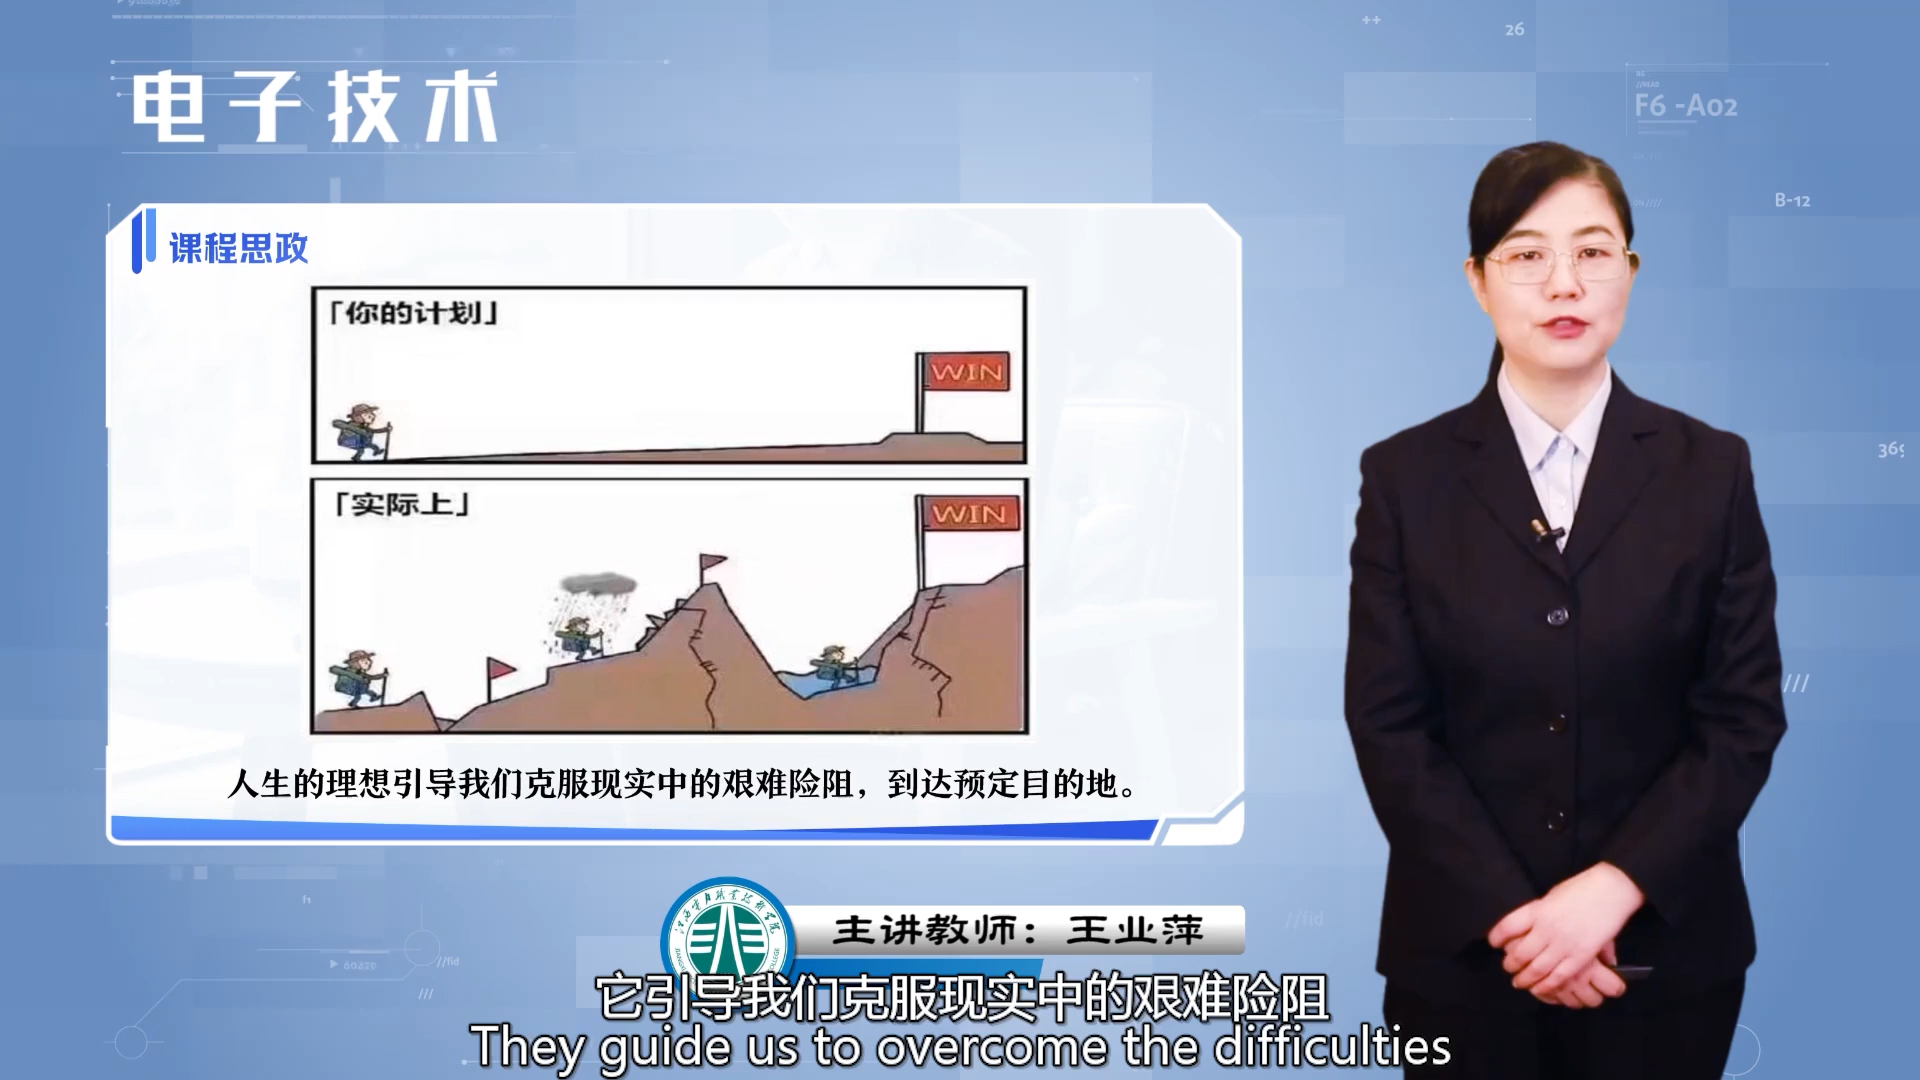 ++
26
电子技术
F6 -A02
B-12
课程思政
「你的计划」
WIN
369
「实际上」
WIN
///
人生的理想引导我们克服现实中的艰难险阻，到达预定目的地。
主讲教师：王业萍
//fid
//fid
///
它引导我们克服现实中的艰难险阻
They guide us to overcome the difficulties